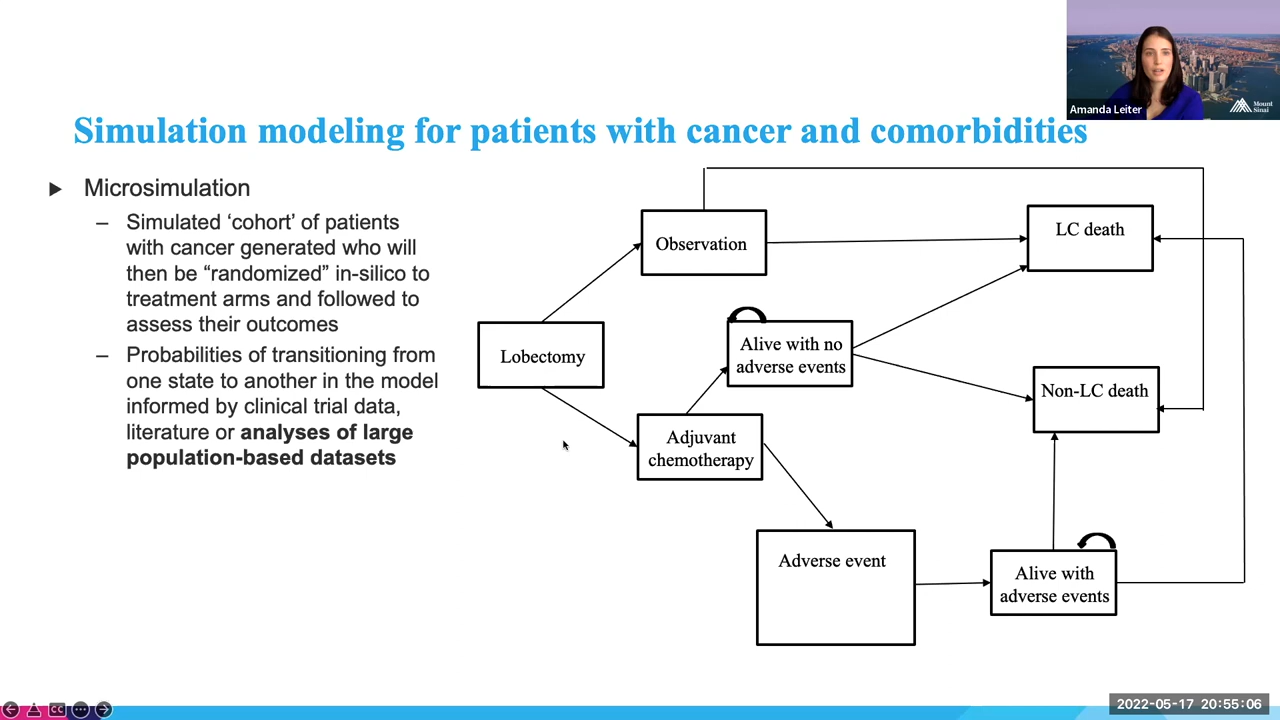 Amanda Leiter
Mount
Sinai
Simulation modeling for patients with cancer and comorbidities
Microsimulation
– Simulated ‘cohort’ of patients
with cancer generated who will
then be “randomized” in-silico to
treatment arms and followed to
assess their outcomes
– Probabilities of transitioning from
one state to another in the model
informed by clinical trial data,
literature or analyses of large
population-based datasets
Observation
LC death
Lobectomy
Alive with no
adverse events
Non-LC death
Adjuvant
chemotherapy
Adverse event
Alive with
adverse events
CC
2022-05-17 20:55:06